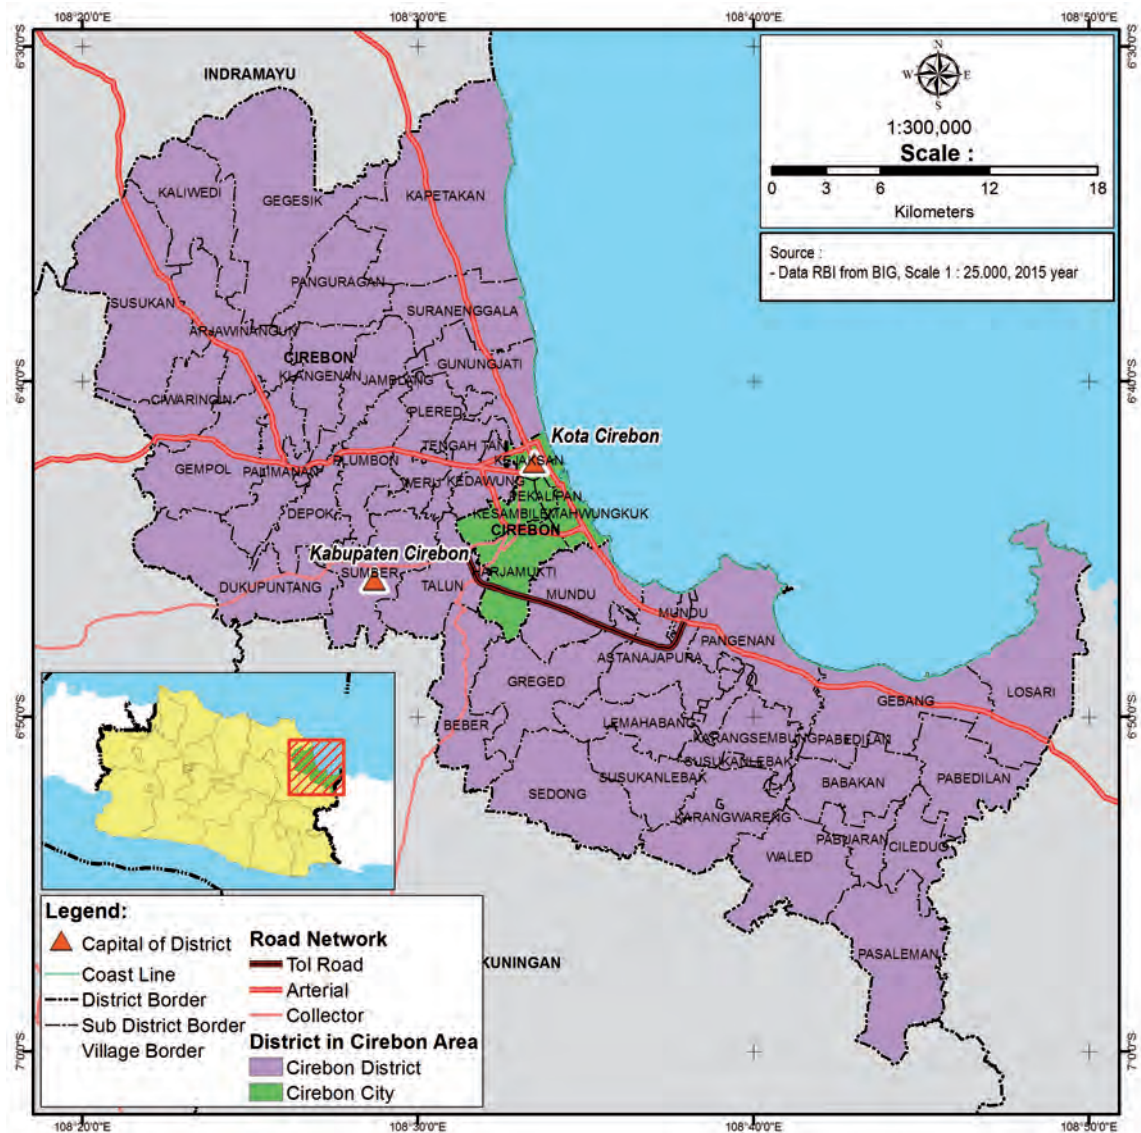 108°20'0"E 108°30'0"E 108°40'0"E 108°50'0"E
6°30'0"S 6°30'0"S
INDRAMAYU
N
W E
S
1:300,000
Scale :
0 3 6 12 18
Kilometers
Source :
- Data RBI from BIG, Scale 1 : 25.000, 2015 year
KALIWEDI
GEGESIK
KAPETAKAN
PANGURAGAN
SUSUKAN
SURANENGGALA
ARJAWINANGUN
CIREBON
GUNUNGJATI
KLANGENAN
JAMBLANG
6°40'0"S 6°40'0"S
CIWARINGIN
PLERED
Kota Cirebon
TENGAH TANI
KEJAKSAN
GEMPOL
PALIMANAN
PLUMBON
WERU
KEDAWUNG
PEKALIPAN
DEPOK
KESAMBI
LEMAHWUNGKUK
CIREBON
Kabupaten Cirebon
SUMBER
HARJAMUKTI
DUKUPUNTANG
TALUN
MUNDU
MUNDU
PANGENAN
ASTANAJAPURA
GREGED
LOSARI
GEBANG
6°50'0"S 6°50'0"S
BEBER
LEMAHABANG
KARANGSEMBUNG
PABEDILAN
SUSUKANLEBAK
SUSUKANLEBAK
BABAKAN
PABEDILAN
SEDONG
KARANGWARENG
PABUARAN
CILEDUG
WALED
PASALEMAN
KUNINGAN
Legend:
Capital of District
Coast Line
District Border
Sub District Border
Village Border
Road Network
Tol Road
Arterial
Collector
District in Cirebon Area
Cirebon District
Cirebon City
7°0'0"S 7°0'0"S
108°20'0"E 108°30'0"E 108°40'0"E 108°50'0"E